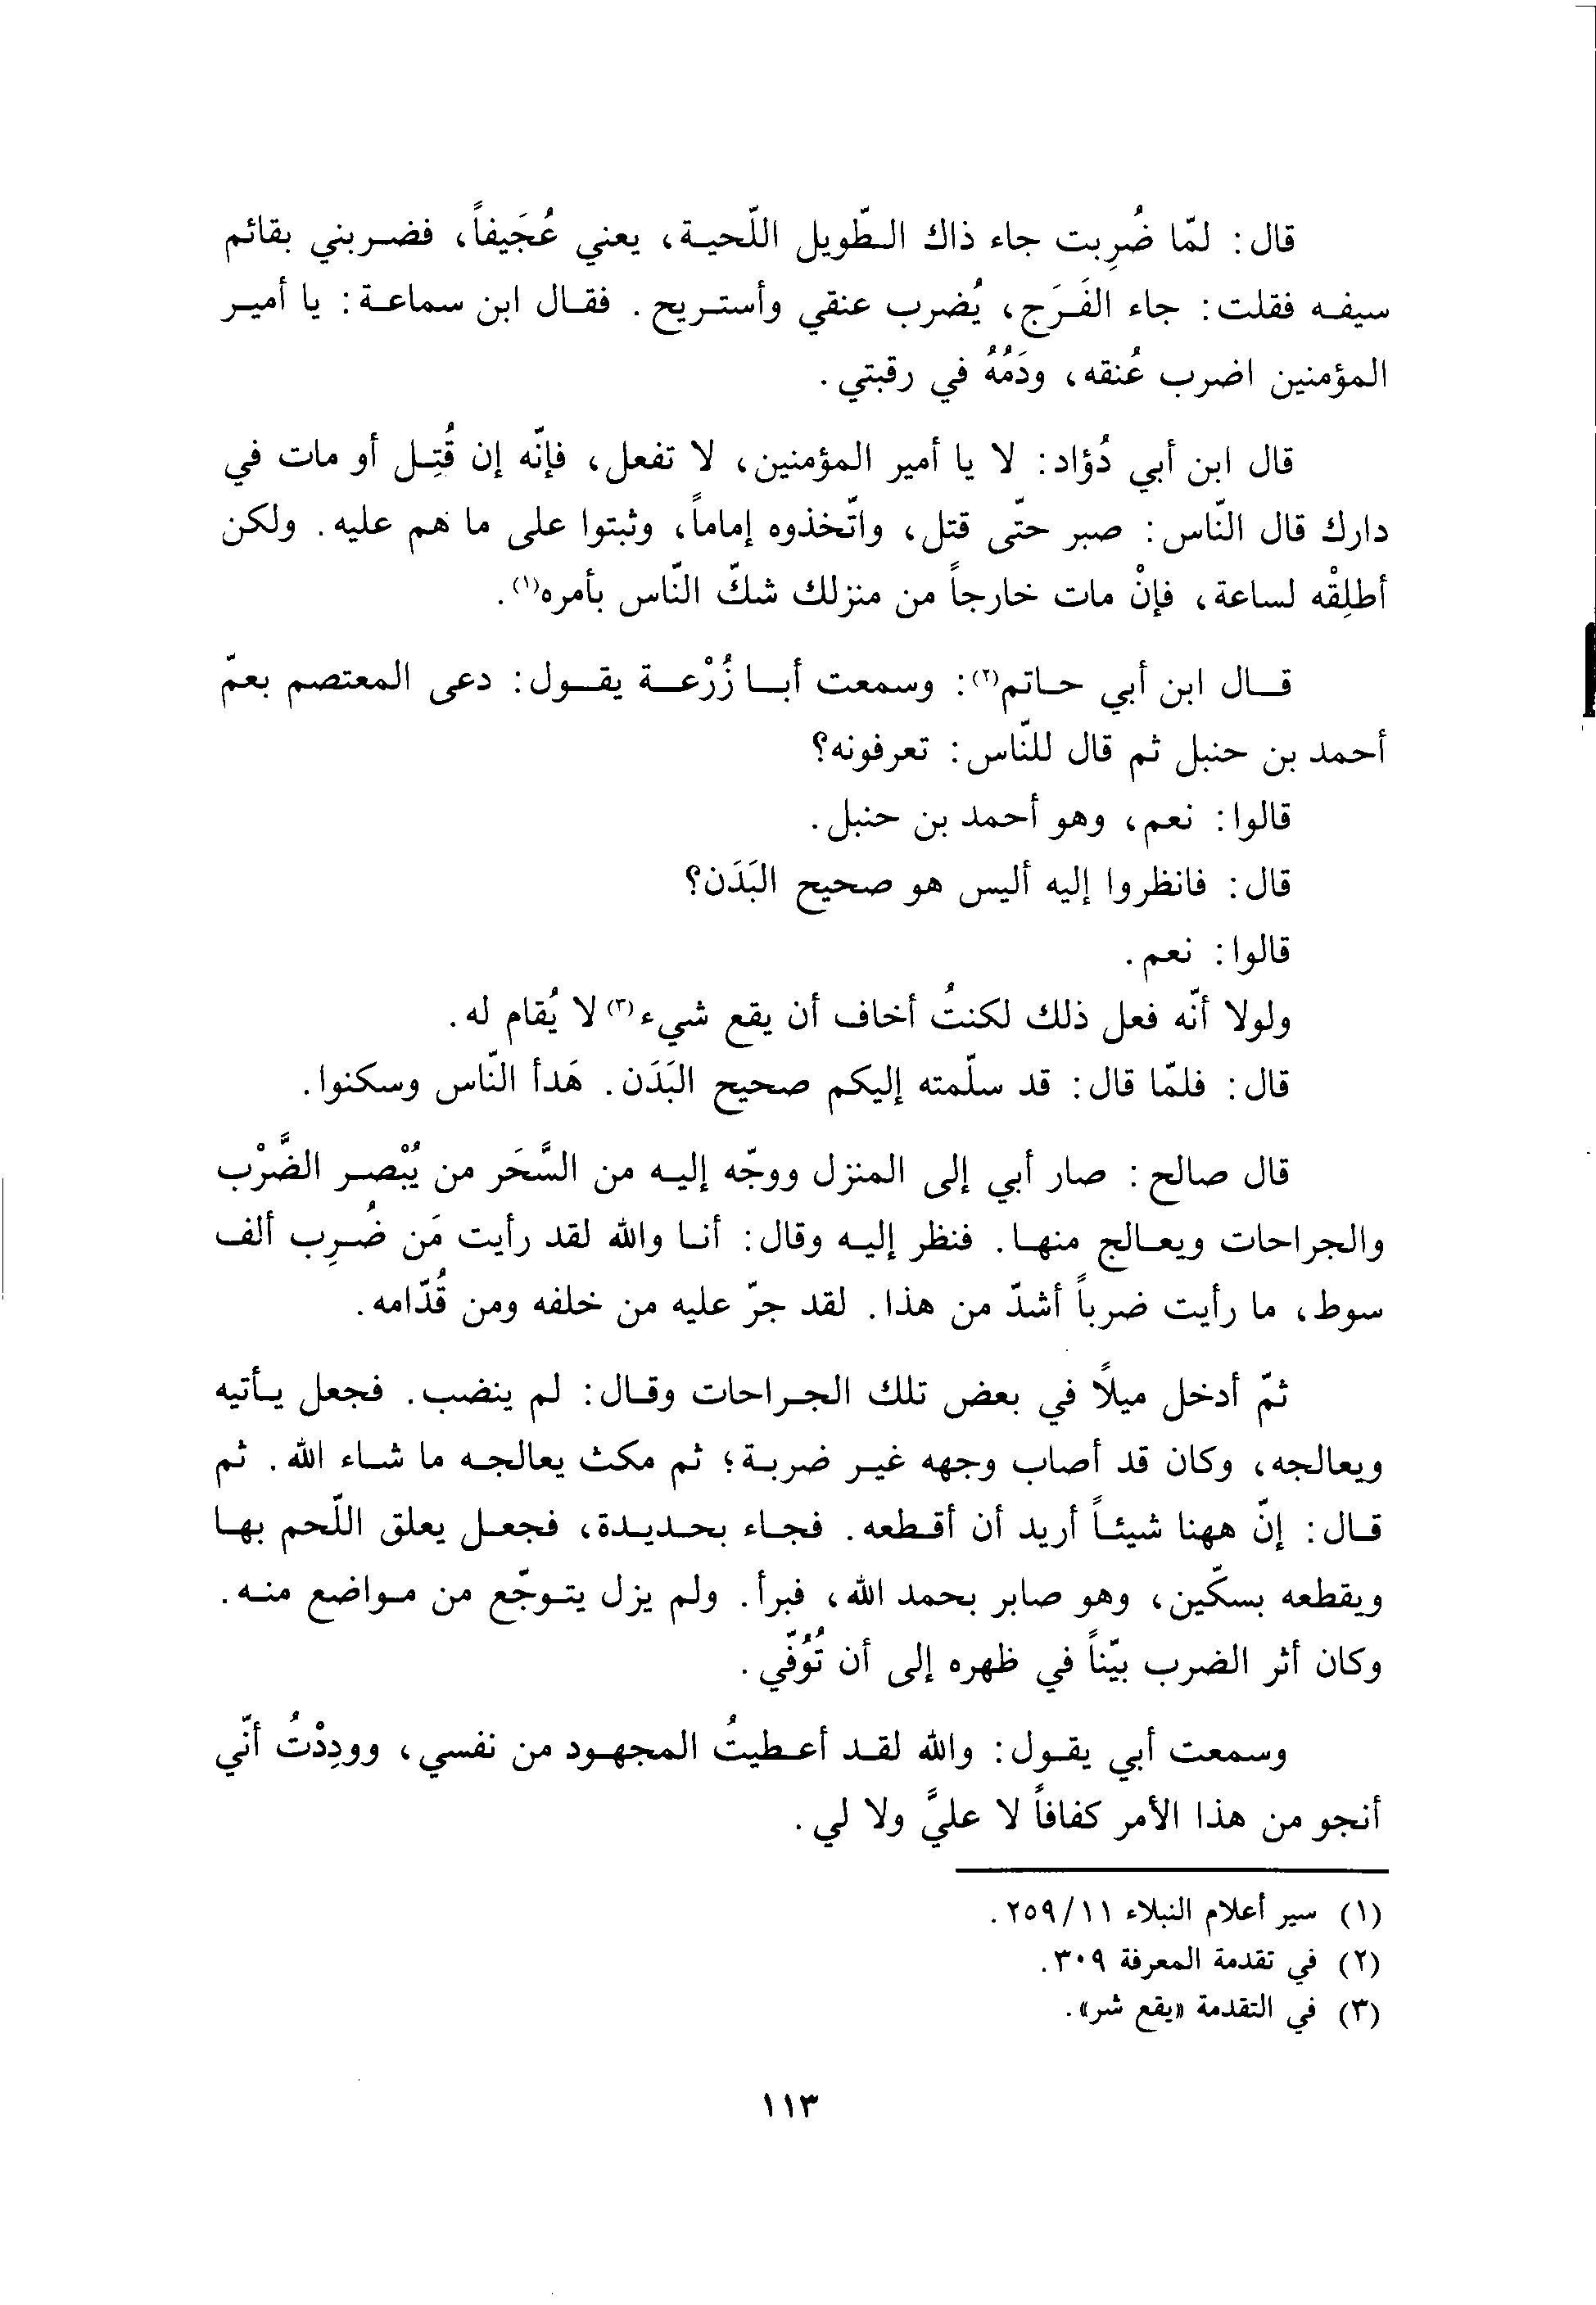 قال: لمّا ضُرِبت جاء ذاك الطّويل اللّحية، يعني عُجَيفاً، فضربني بقائم
سيفه فقلت: جاء الفَرَج، يُضرب عنقي وأستريح. فقال ابن سماعة: يا أمير
المؤمنين اضرب عُنقه، ودَمُهُ في رقبتي.
قال ابن أبي دُؤاد: لا يا أمير المؤمنين، لا تفعل، فإنّه إن قُتِل أو مات في
دارك قال النّاس: صبر حتّى قتل، واتّخذوه إماماً، وثبتوا على ما هم عليه. ولكن
أطلِقْه لساعة، فإنْ مات خارجاً من منزلك شكّ النّاس بأمره(١).
قال ابن أبي حاتم(٢): وسمعت أبا زُرْعة يقول: دعى المعتصم بعمّ
أحمد بن حنبل ثم قال للنّاس: تعرفونه؟
قالوا: نعم، وهو أحمد بن حنبل.
قال: فانظروا إليه أليس هو صحيح البَدَن؟
قالوا: نعم.
ولولا أنّه فعل ذلك لكنتُ أخاف أن يقع شيء(٣) لا يُقام له.
قال: فلمّا قال: قد سلّمته إليكم صحيح البَدَن. هَدأ النّاس وسكنوا.
قال صالح: صار أبي إلى المنزل ووجّه إليه من السَّحَر من يُبْصر الضَّرْب
والجراحات ويعالج منها. فنظر إليه وقال: أنا والله لقد رأيت مَن ضُرِب ألف
سوط، ما رأيت ضرباً أشدّ من هذا. لقد جرّ عليه من خلفه ومن قُدّامه.
ثمّ أدخل ميلًا في بعض تلك الجراحات وقال: لم ينضب. فجعل يأتيه
ويعالجه، وكان قد أصاب وجهه غير ضربة؛ ثم مكث يعالجه ما شاء الله. ثم
قال: إنّ ههنا شيئاً أريد أن أقطعه. فجاء بحديدة، فجعل يعلق اللّحم بها
ويقطعه بسكّين، وهو صابر بحمد الله، فبرأ. ولم يزل يتوجّع من مواضع منه.
وكان أثر الضرب بيّناً في ظهره إلى أن تُوُفّي.
وسمعت أبي يقول: والله لقد أعطيتُ المجهود من نفسي، ووددْتُ أنّي
أنجو من هذا الأمر كفافاً لا عليَّ ولا لي.
(١) سير أعلام النبلاء ١١/٢٥٩.
(٢) في تقدمة المعرفة ٣٠٩.
(٣) في التقدمة «يقع شر».
١١٣